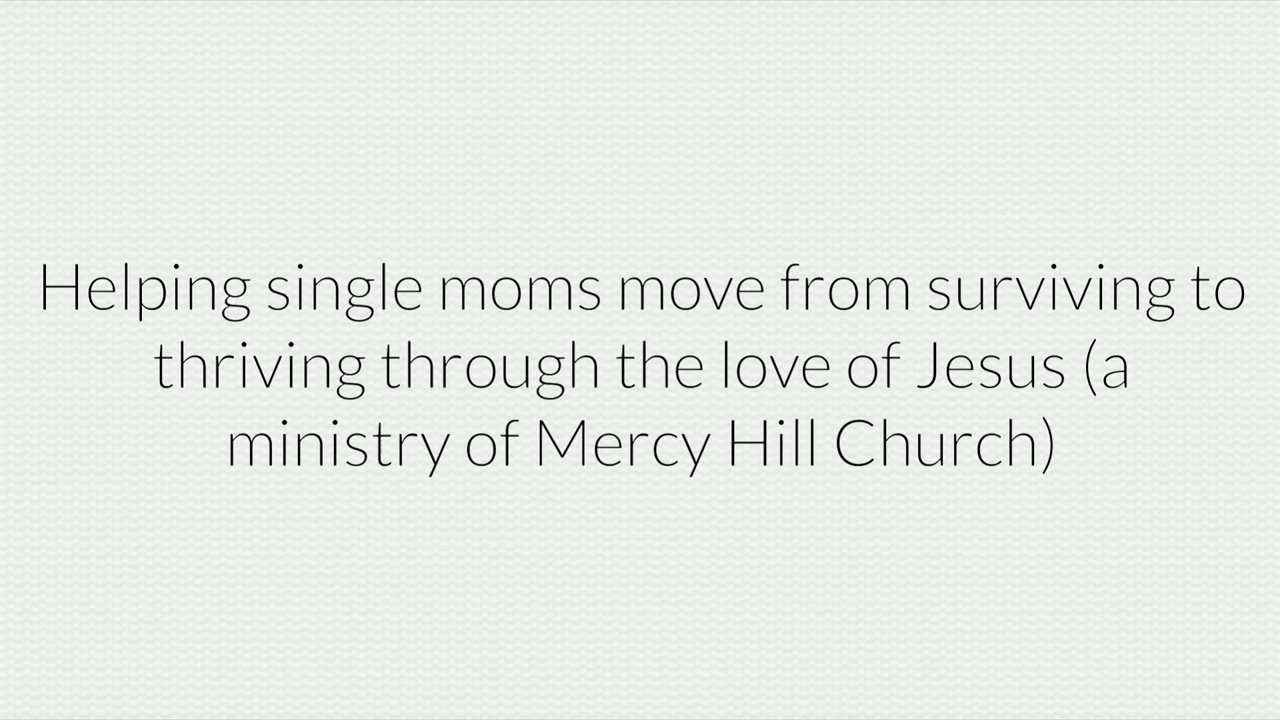 Helping single moms move from surviving to
thriving through the love of Jesus (a
ministry of Mercy Hill Church)